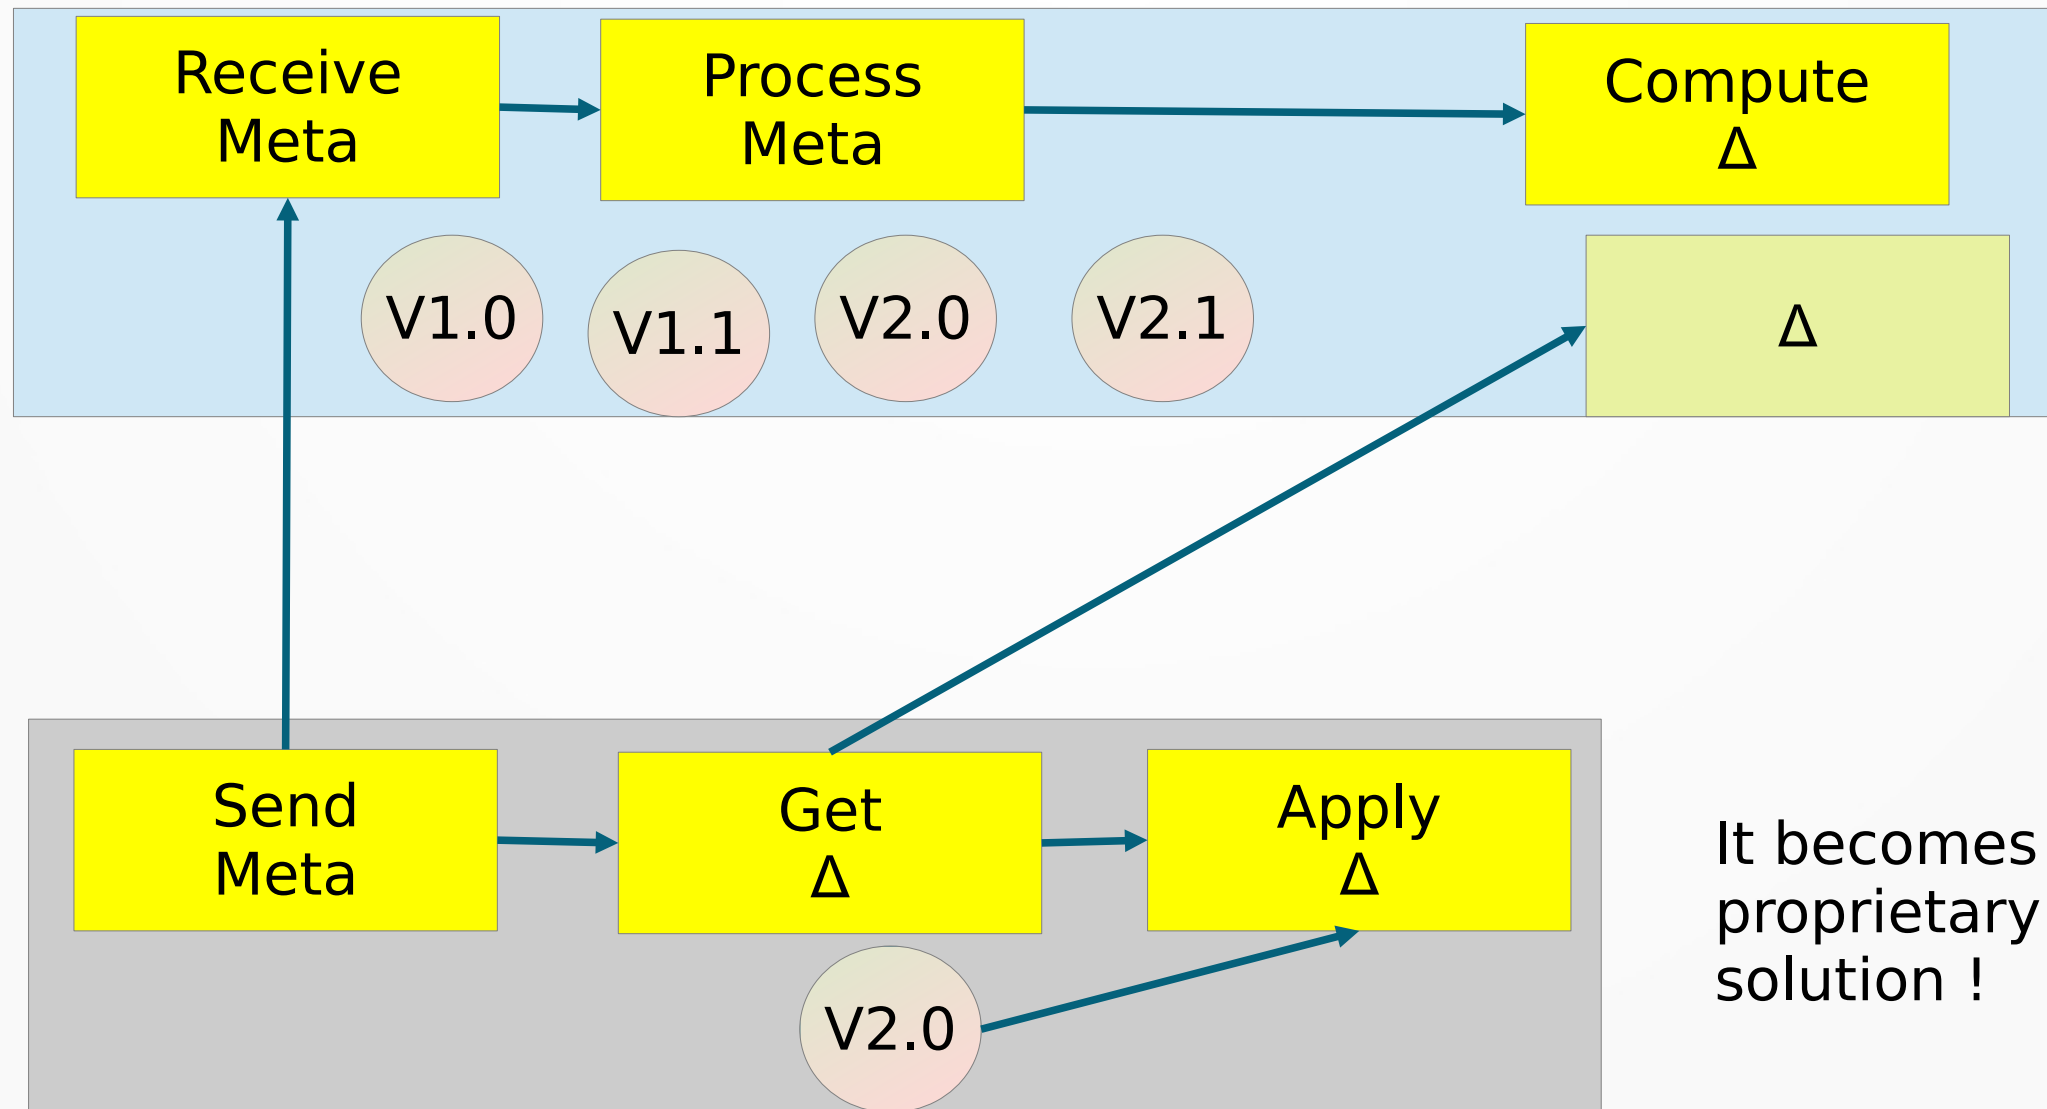 Receive
Meta
Process
Meta
Compute
Δ
V1.0
V1.1
V2.0
V2.1
Δ
Send
Meta
Get
Δ
Apply
Δ
V2.0
It becomes
proprietary
solution !